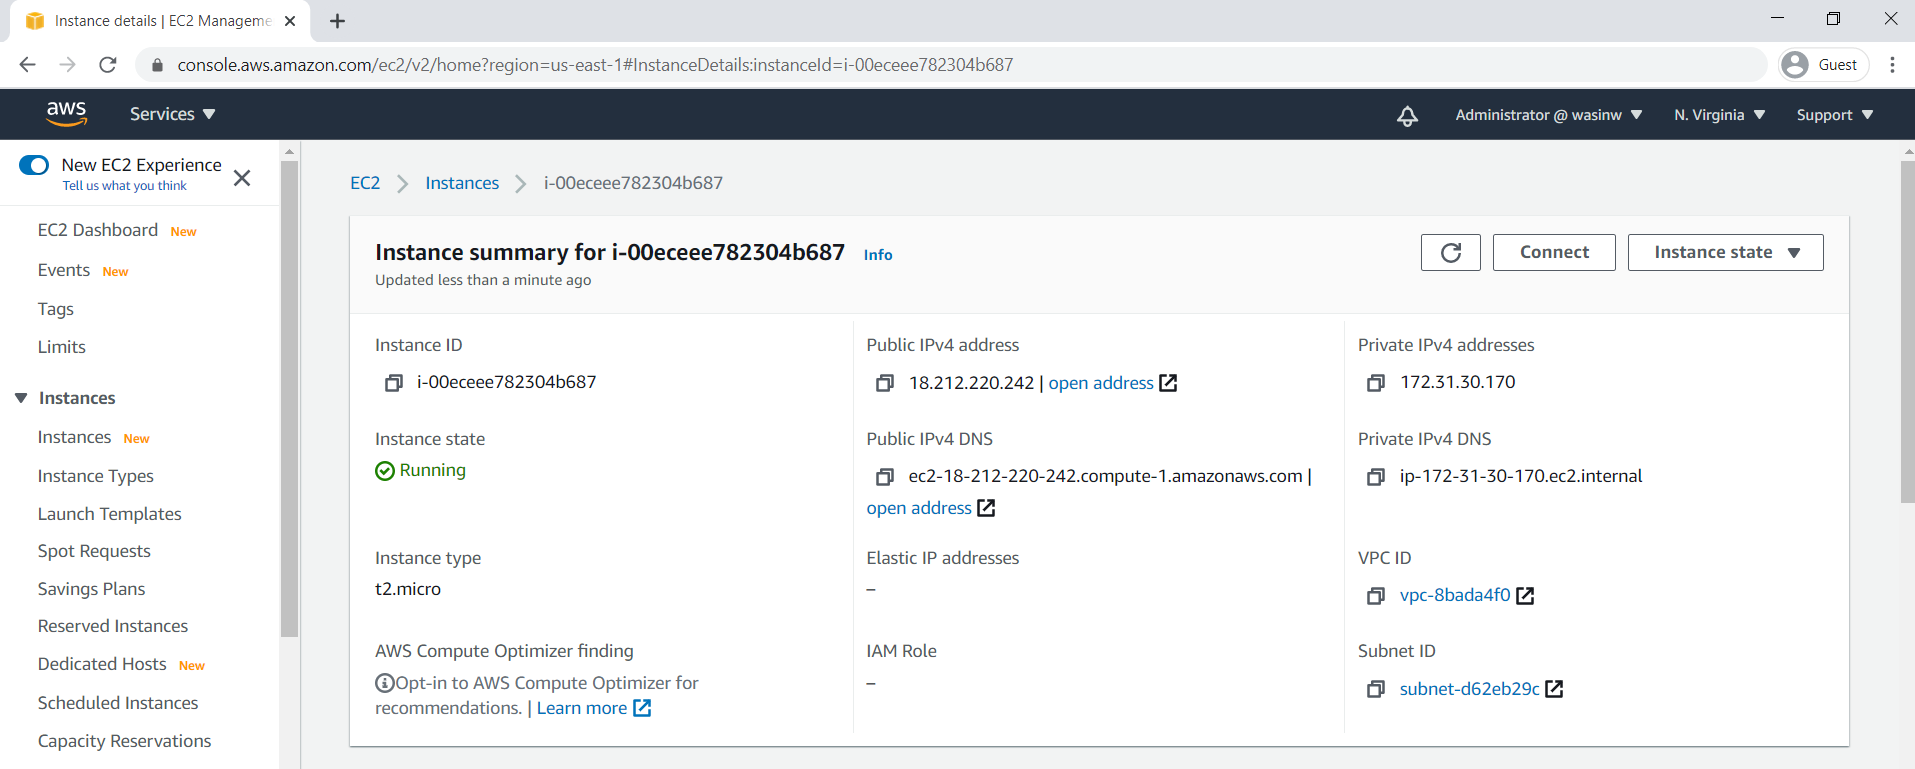 Instance details | EC2 Manageme
console.aws.amazon.com/ec2/v2/home?region=us-east-1#InstanceDetails:instanceId=i-00eceee782304b687
Guest
aws
Services
Administrator @ wasinw
N. Virginia
Support
New EC2 Experience
Tell us what you think
EC2 Dashboard New
Events New
Tags
Limits
Instances
Instances New
Instance Types
Launch Templates
Spot Requests
Savings Plans
Reserved Instances
Dedicated Hosts New
Scheduled Instances
Capacity Reservations
EC2 > Instances > i-00eceee782304b687
Instance summary for i-00eceee782304b687 Info
Updated less than a minute ago
Connect
Instance state
Instance ID
i-00eceee782304b687
Public IPv4 address
18.212.220.242 | open address
Private IPv4 addresses
172.31.30.170
Instance state
Running
Public IPv4 DNS
ec2-18-212-220-242.compute-1.amazonaws.com |
open address
Private IPv4 DNS
ip-172-31-30-170.ec2.internal
Instance type
t2.micro
Elastic IP addresses
–
VPC ID
vpc-8bada4f0
AWS Compute Optimizer finding
Opt-in to AWS Compute Optimizer for
recommendations. | Learn more
IAM Role
–
Subnet ID
subnet-d62eb29c